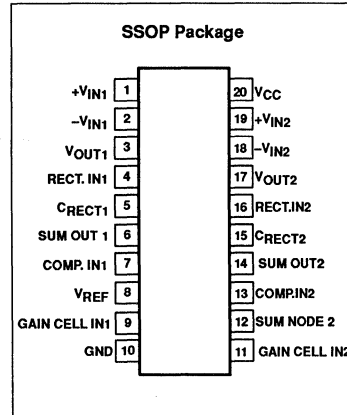 SSOP Package
+VIN1 1 20 VCC
−VIN1 2 19 +VIN2
VOUT1 3 18 −VIN2
RECT. IN1 4 17 VOUT2
CRECT1 5 16 RECT.IN2
SUM OUT 1 6 15 CRECT2
COMP. IN1 7 14 SUM OUT2
VREF 8 13 COMP.IN2
GAIN CELL IN1 9 12 SUM NODE 2
GND 10 11 GAIN CELL IN2